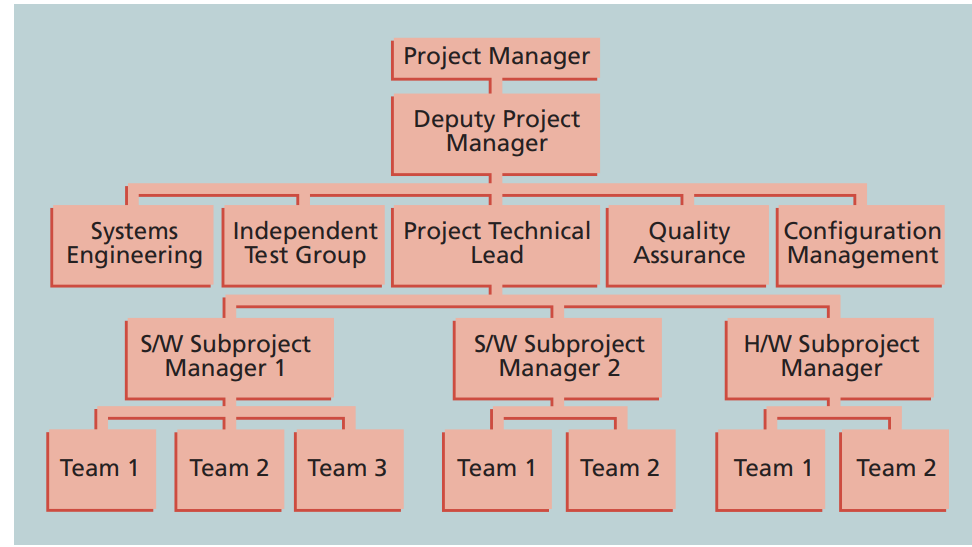 Project Manager
Deputy Project
Manager
Systems
Engineering
Independent
Test Group
Project Technical
Lead
Quality
Assurance
Configuration
Management
S/W Subproject
Manager 1
S/W Subproject
Manager 2
H/W Subproject
Manager
Team 1
Team 2
Team 3
Team 1
Team 2
Team 1
Team 2